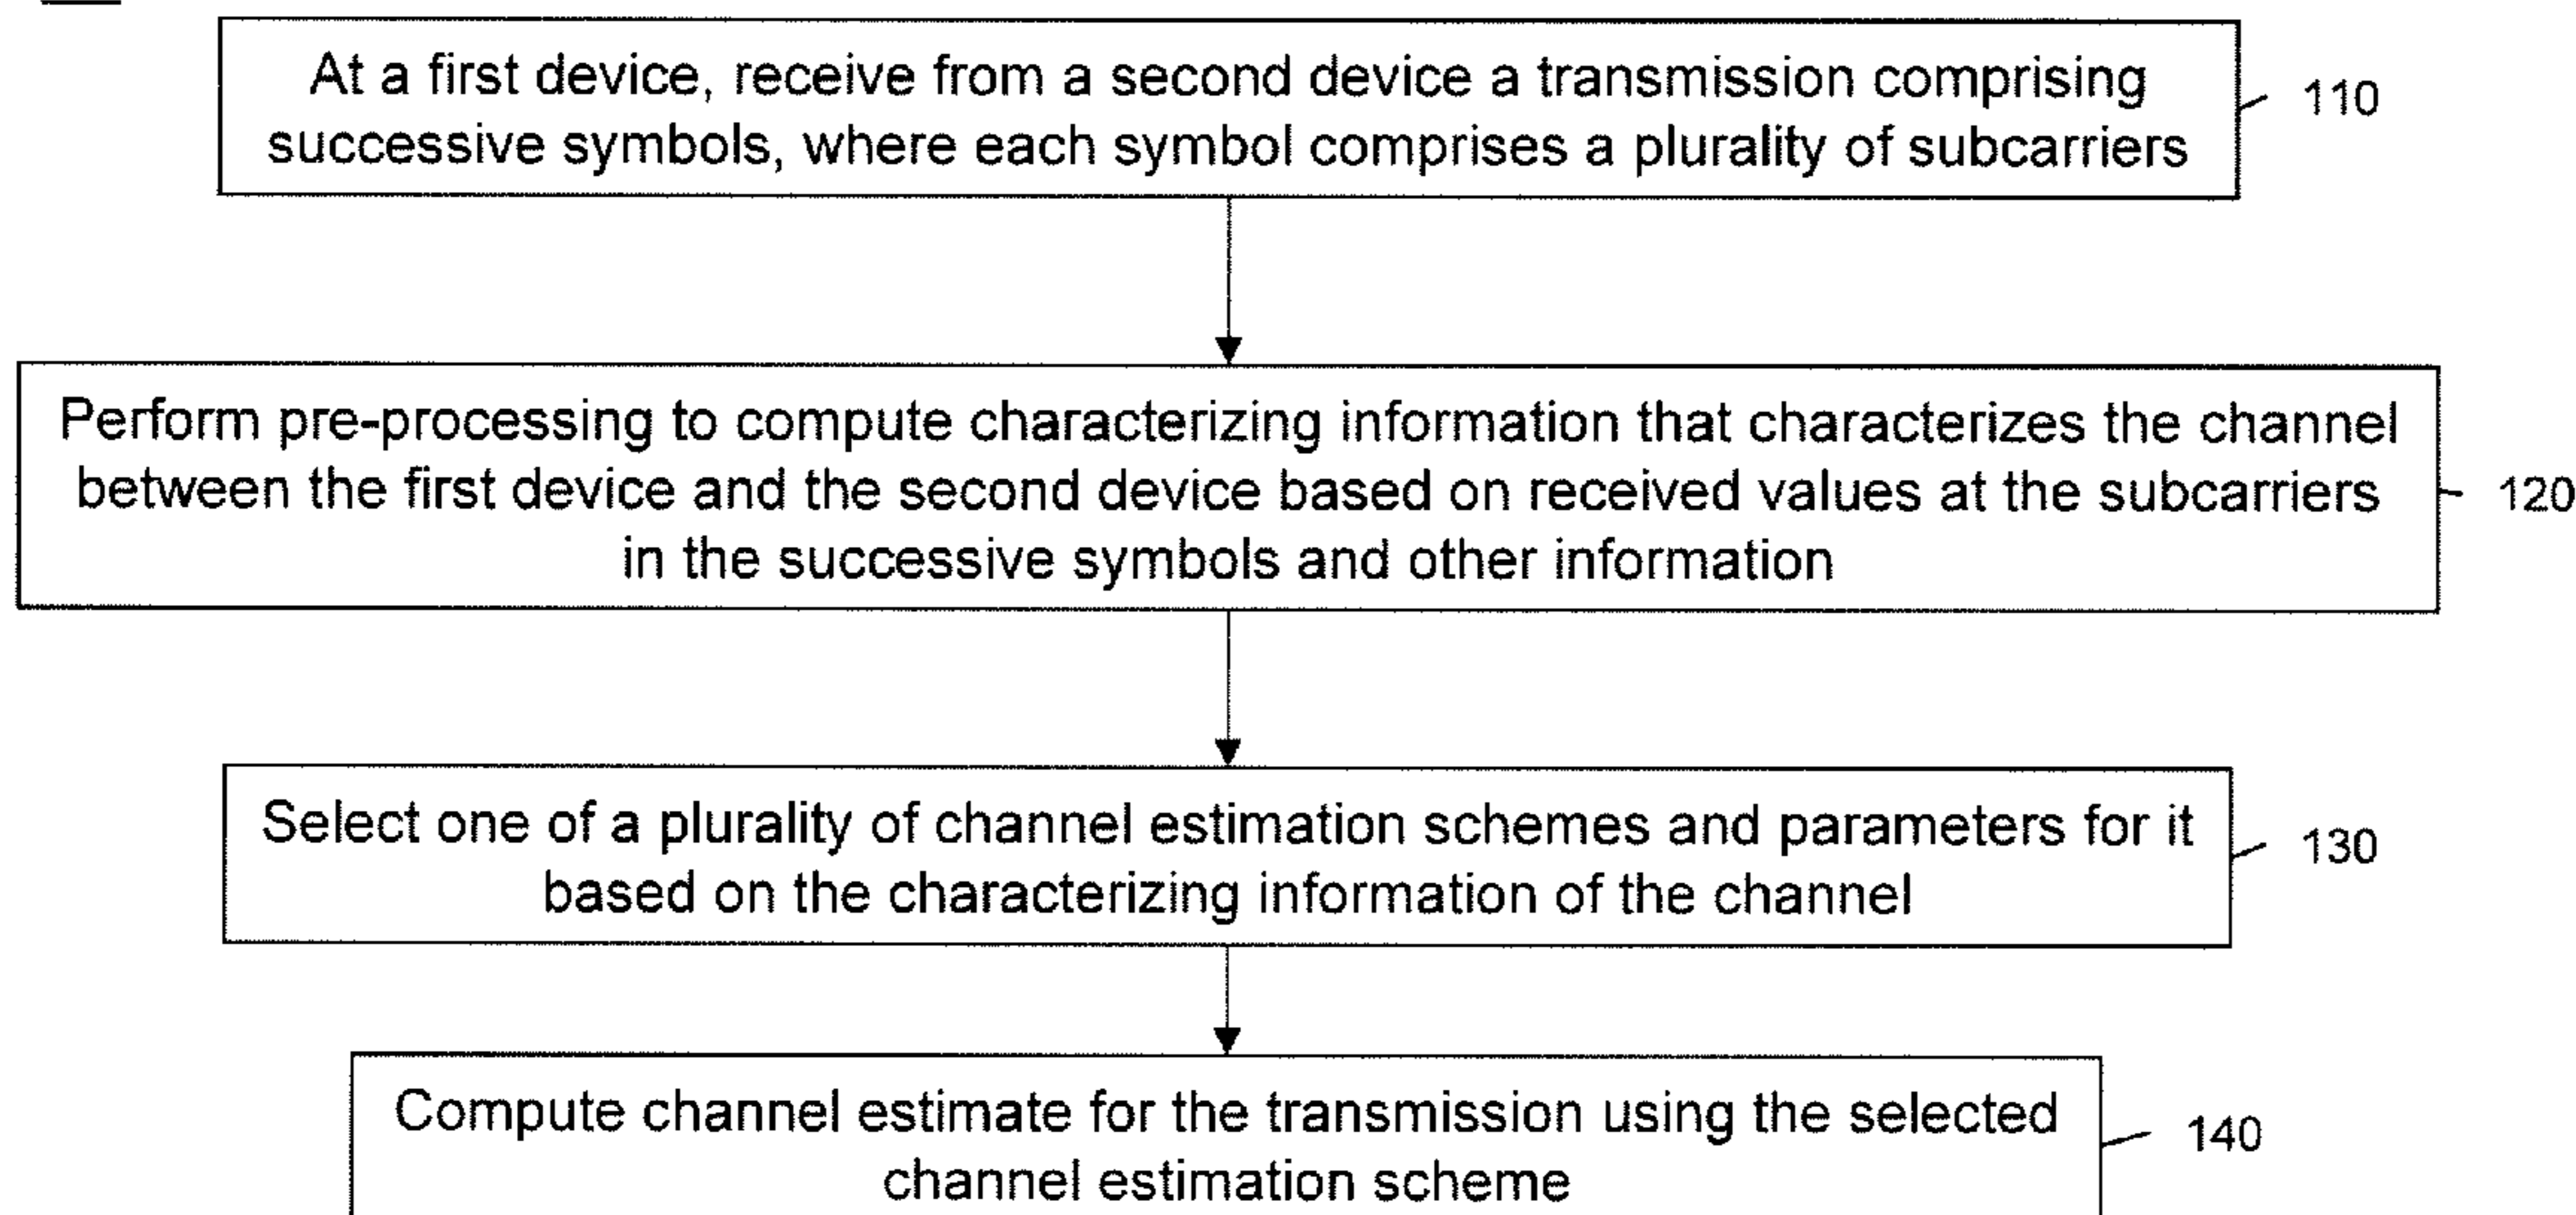 At a first device, receive from a second device a transmission comprising
successive symbols, where each symbol comprises a plurality of subcarriers
110
Perform pre-processing to compute characterizing information that characterizes the channel
between the first device and the second device based on received values at the subcarriers
in the successive symbols and other information
120
Select one of a plurality of channel estimation schemes and parameters for it
based on the characterizing information of the channel
130
Compute channel estimate for the transmission using the selected
channel estimation scheme
140